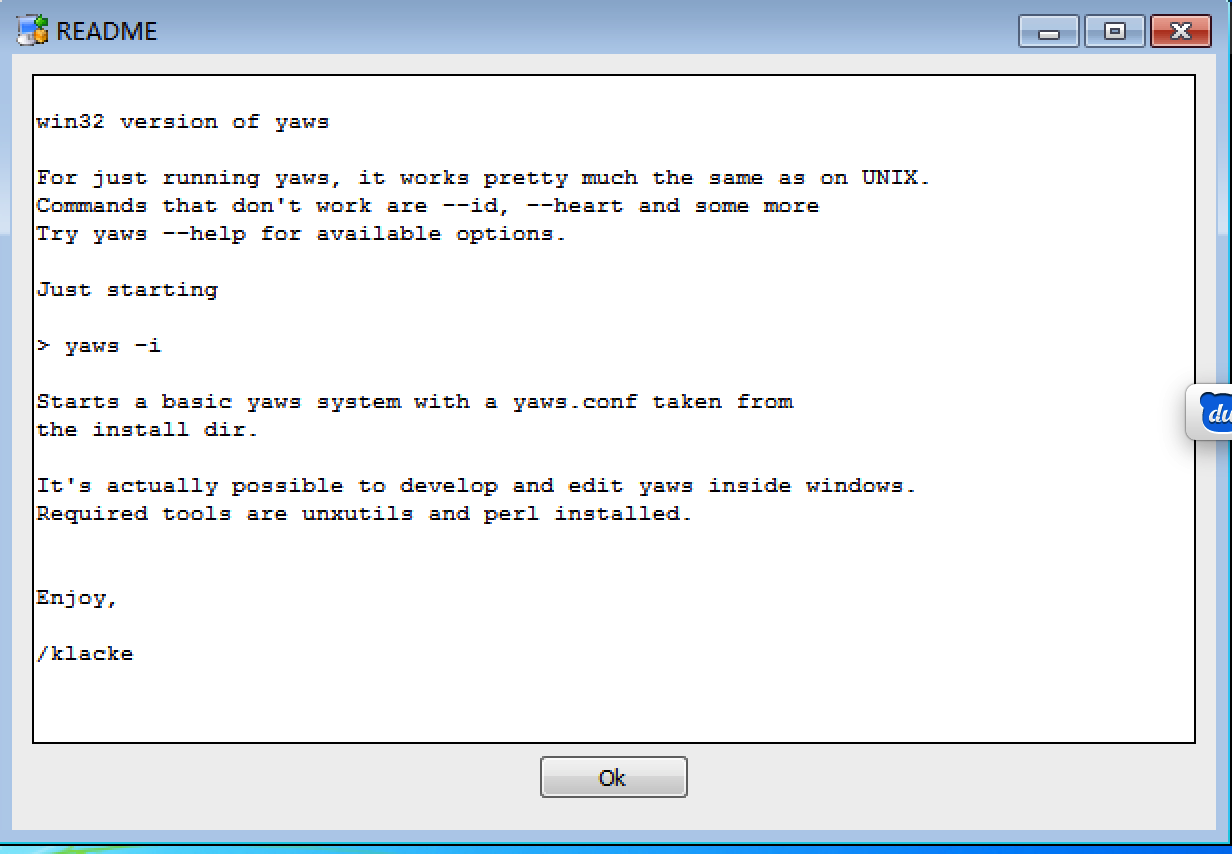 README
win32 version of yaws
For just running yaws, it works pretty much the same as on UNIX.
Commands that don't work are --id, --heart and some more
Try yaws --help for available options.
Just starting
> yaws -i
Starts a basic yaws system with a yaws.conf taken from
the install dir.
It's actually possible to develop and edit yaws inside windows.
Required tools are unxutils and perl installed.
Enjoy,
/klacke
Ok